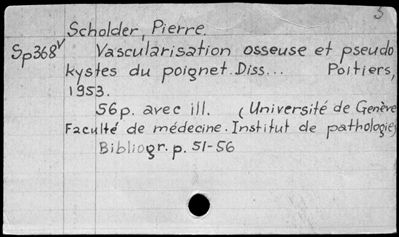 5
Scholder, Pierre.
Sp368V Vascularisation osseuse et pseudo
kystes du poignet. Diss... Poitiers,
1953.
56p. avec ill. (Université de Genève
Faculté de médecine. Institut de pathologie)
Bibliogr. p. 51-56